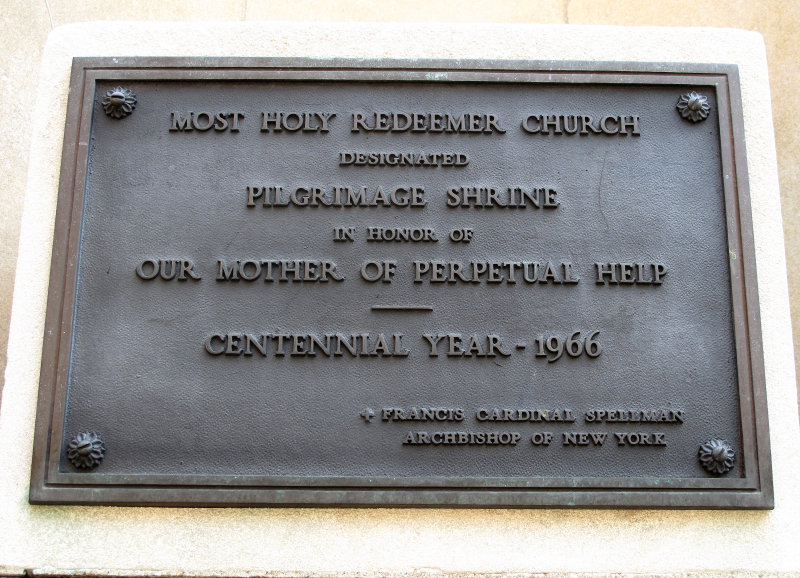 MOST HOLY REDEEMER CHURCH
DESIGNATED
PILGRIMAGE SHRINE
IN HONOR OF
OUR MOTHER OF PERPETUAL HELP
CENTENNIAL YEAR - 1966
+ FRANCIS CARDINAL SPELLMAN
ARCHBISHOP OF NEW YORK